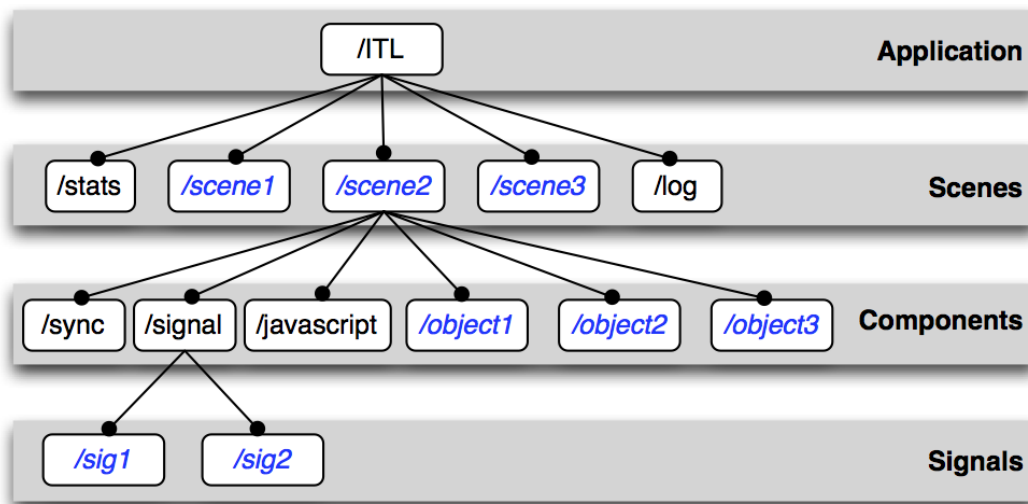 /ITL
Application
/stats /scene1 /scene2 /scene3 /log
Scenes
/sync /signal /javascript /object1 /object2 /object3
Components
/sig1 /sig2
Signals